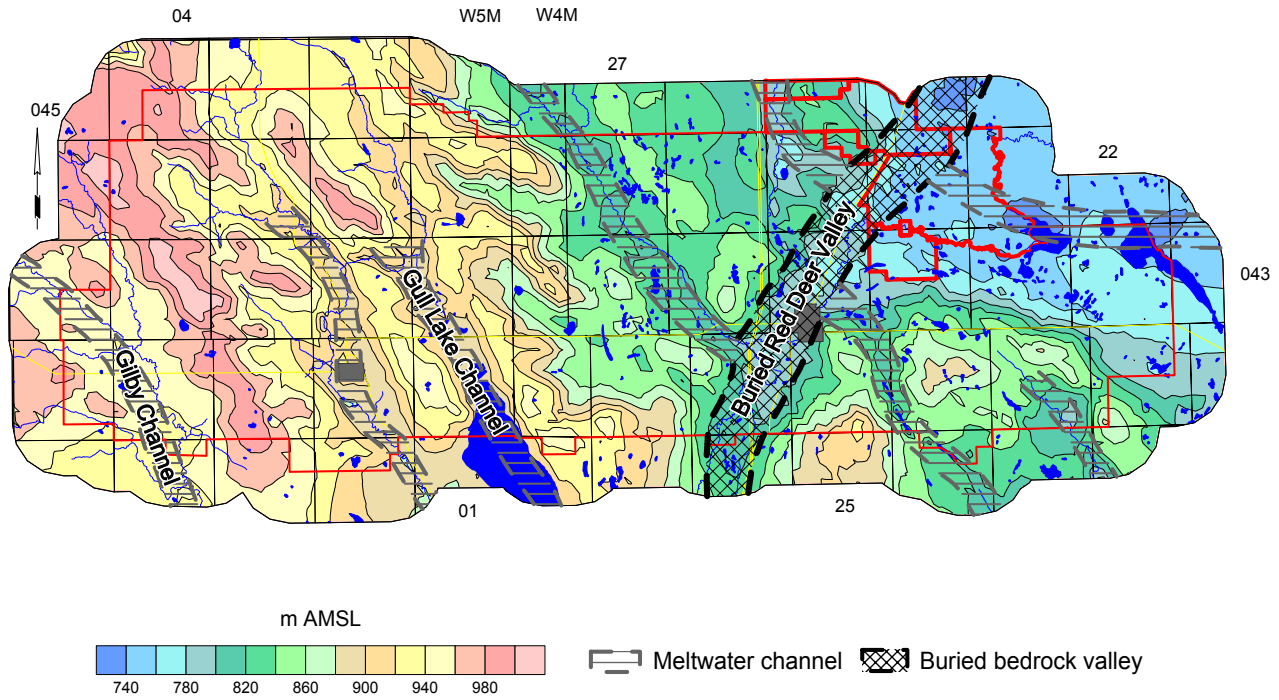 04
W5M
W4M
27
045
22
043
Gilby Channel
Gull Lake Channel
Buried Red Deer Valley
01
25
m AMSL
740
780
820
860
900
940
980
Meltwater channel
Buried bedrock valley